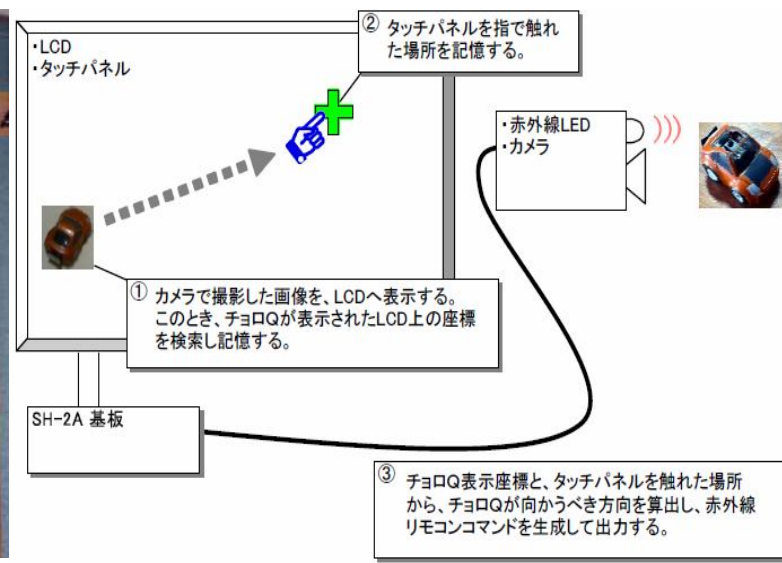 ・LCD
・タッチパネル
② タッチパネルを指で触れ
た場所を記憶する。
・赤外線LED
・カメラ
① カメラで撮影した画像を、LCDへ表示する。
このとき、チョロQが表示されたLCD上の座標
を検索し記憶する。
SH-2A 基板
③ チョロQ表示座標と、タッチパネルを触れた場所
から、チョロQが向かうべき方向を算出し、赤外線
リモコンコマンドを生成して出力する。